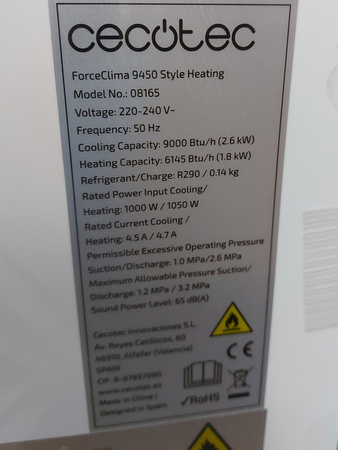 cecotec
ForceClima 9450 Style Heating
Model No.: 08165
Voltage: 220-240 V~
Frequency: 50 Hz
Cooling Capacity: 9000 Btu/h (2.6 kW)
Heating Capacity: 6145 Btu/h (1.8 kW)
Refrigerant/Charge: R290 / 0.14 kg
Rated Power Input Cooling/
Heating: 1000 W / 1050 W
Rated Current Cooling /
Heating: 4.5 A / 4.7 A
Permissible Excessive Operating Pressure
Suction/Discharge: 1.0 MPa/2.6 MPa
Maximum Allowable Pressure Suction/
Discharge: 1.2 MPa / 3.2 MPa
Sound Power Level: 65 dB(A)
Cecotec Innovaciones S.L.
Av. Reyes Católicos, 60
46910, Alfafar (Valencia)
SPAIN
CIF: B-97937890
www.cecotec.es
Made in China |
Designed in Spain
CE
✓RoHS